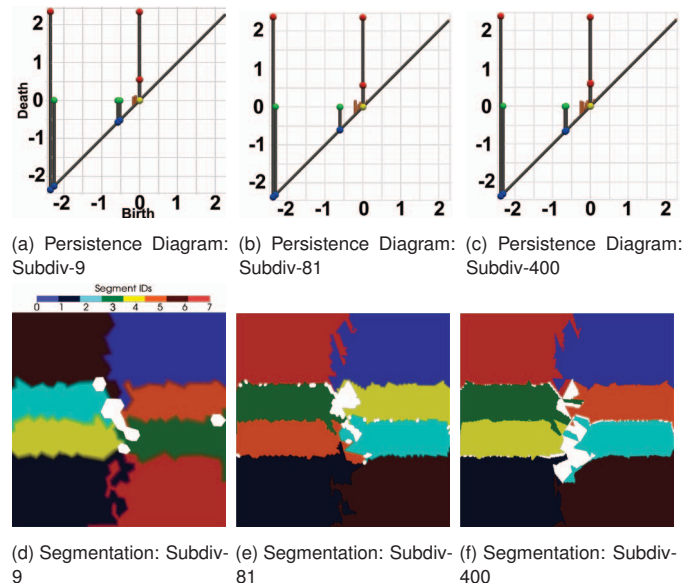 2
1
0
-1
-2
Death
-2 -1 0 1 2
Birth
2
1
0
-1
-2
-2 -1 0 1 2
2
1
0
-1
-2
-2 -1 0 1 2
(a) Persistence Diagram:
Subdiv-9
(b) Persistence Diagram:
Subdiv-81
(c) Persistence Diagram:
Subdiv-400
Segment IDs
0 1 2 3 4 5 6 7
(d) Segmentation: Subdiv-
9
(e) Segmentation: Subdiv-
81
(f) Segmentation: Subdiv-
400